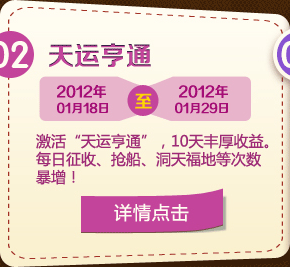 02 天运亨通
2012年 至 2012年
01月18日 01月29日
激活“天运亨通”，10天丰厚收益。
每日征收、抢船、洞天福地等次数
暴增！
详情点击